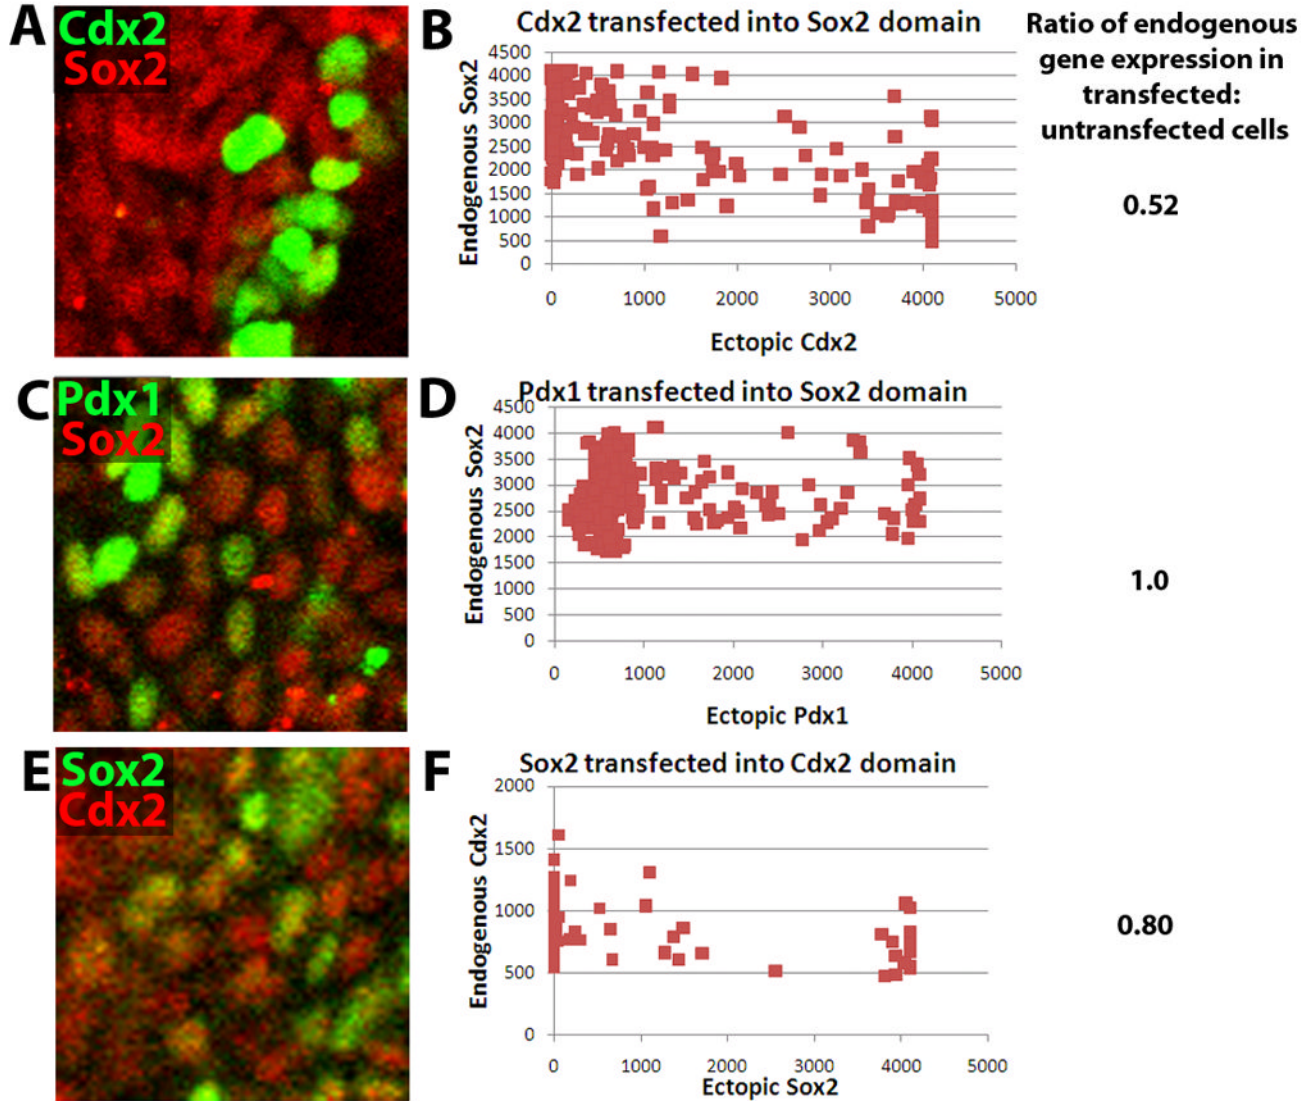 A
Cdx2
Sox2
B
Cdx2 transfected into Sox2 domain
Endogenous Sox2
4500
4000
3500
3000
2500
2000
1500
1000
500
0
0 1000 2000 3000 4000 5000
Ectopic Cdx2
Ratio of endogenous
gene expression in
transfected:
untransfected cells
0.52
C
Pdx1
Sox2
D
Pdx1 transfected into Sox2 domain
Endogenous Sox2
4500
4000
3500
3000
2500
2000
1500
1000
500
0
0 1000 2000 3000 4000 5000
Ectopic Pdx1
1.0
E
Sox2
Cdx2
F
Sox2 transfected into Cdx2 domain
Endogenous Cdx2
2000
1500
1000
500
0
0 1000 2000 3000 4000 5000
Ectopic Sox2
0.80